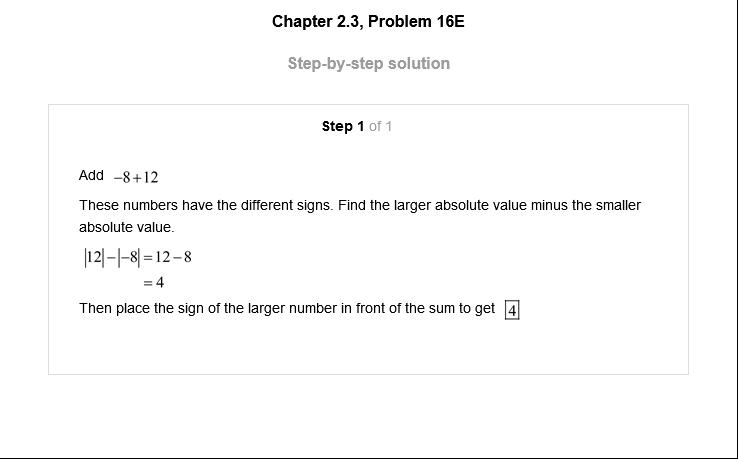 Chapter 2.3, Problem 16E
Step-by-step solution
Step 1 of 1
Add −8+12
These numbers have the different signs. Find the larger absolute value minus the smaller
absolute value.
|12|−|−8|=12−8
=4
Then place the sign of the larger number in front of the sum to get 4